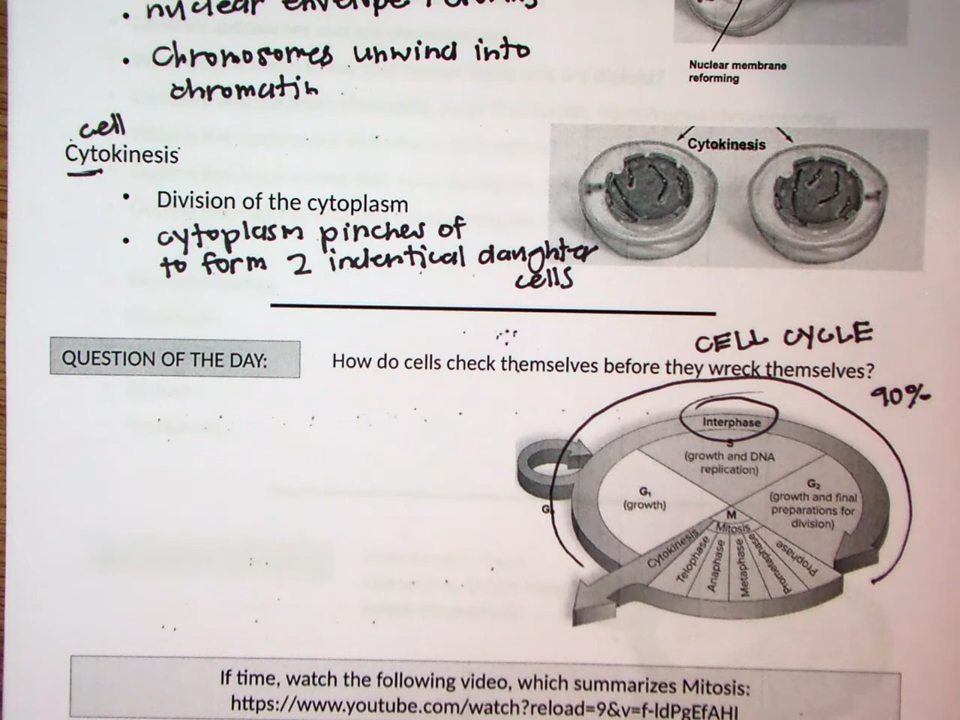 • nuclear envelope reforms
• Chromosomes unwind into
chromatin
Nuclear membrane
reforming
cell
Cytokinesis
• Division of the cytoplasm
• cytoplasm pinches of
to form 2 indentical daughter
cells
Cytokinesis
CELL CYCLE
QUESTION OF THE DAY:
How do cells check themselves before they wreck themselves?
90%
Interphase
S
(growth and DNA
replication)
G₁
(growth)
G₂
(growth and final
preparations for
division)
G
M
Mitosis
Cytokinesis
Telophase
Anaphase
Metaphase
Prometaphase
Prophase
If time, watch the following video, which summarizes Mitosis:
https://www.youtube.com/watch?reload=9&v=f-ldPgEfAHI